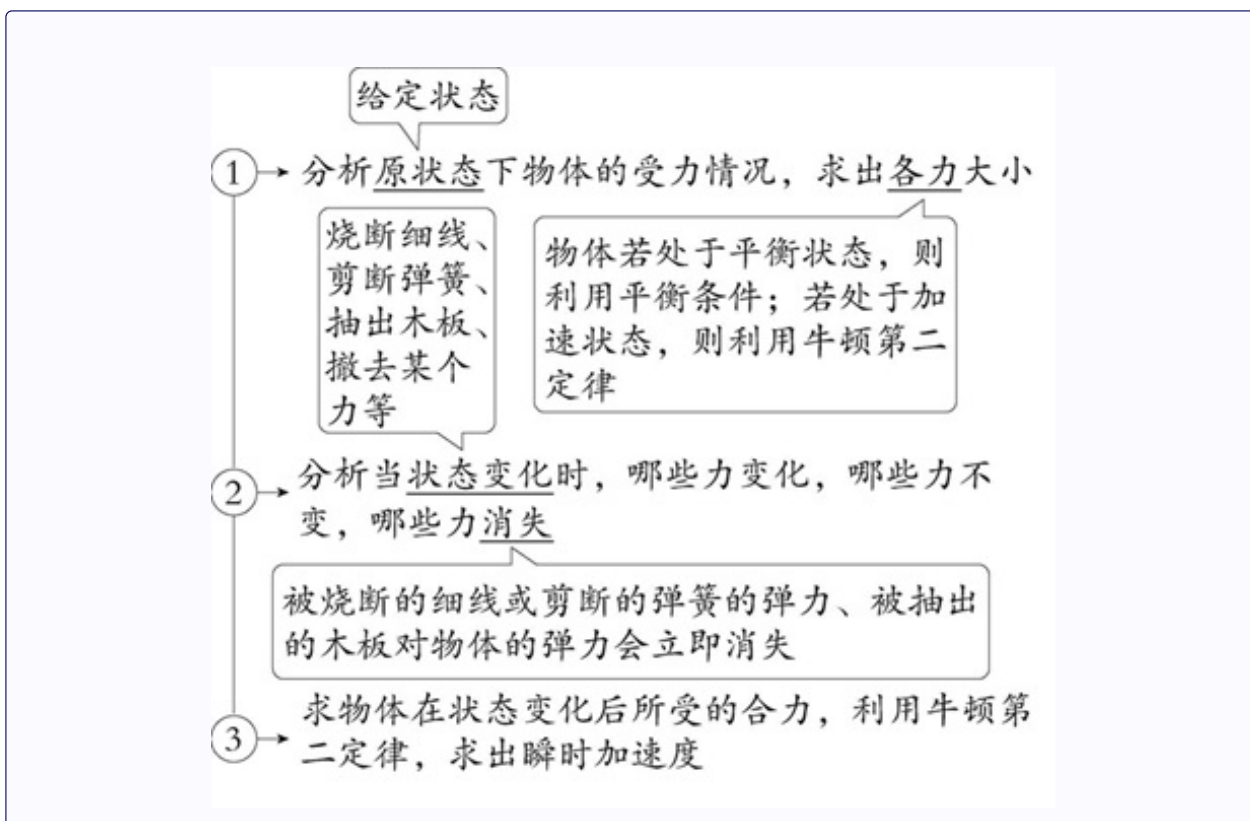 给定状态
① 分析原状态下物体的受力情况，求出各力大小
烧断细线、
剪断弹簧、
抽出木板、
撤去某个
力等
物体若处于平衡状态，则
利用平衡条件；若处于加
速状态，则利用牛顿第二
定律
② 分析当状态变化时，哪些力变化，哪些力不
变，哪些力消失
被烧断的细线或剪断的弹簧的弹力、被抽出
的木板对物体的弹力会立即消失
③ 求物体在状态变化后所受的合力，利用牛顿第
二定律，求出瞬时加速度